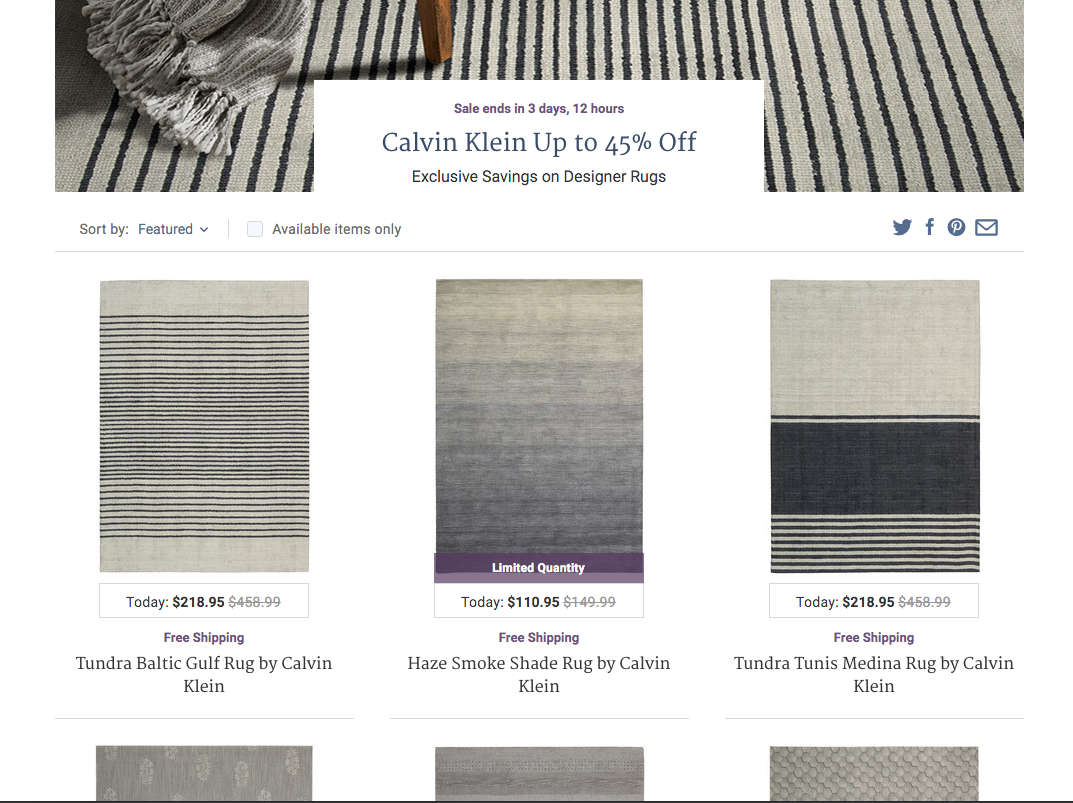 Sale ends in 3 days, 12 hours
Calvin Klein Up to 45% Off
Exclusive Savings on Designer Rugs
Sort by: Featured
Available items only
Limited Quantity
Today: $218.95 $458.99
Today: $110.95 $149.99
Today: $218.95 $458.99
Free Shipping
Free Shipping
Free Shipping
Tundra Baltic Gulf Rug by Calvin
Klein
Haze Smoke Shade Rug by Calvin
Klein
Tundra Tunis Medina Rug by Calvin
Klein